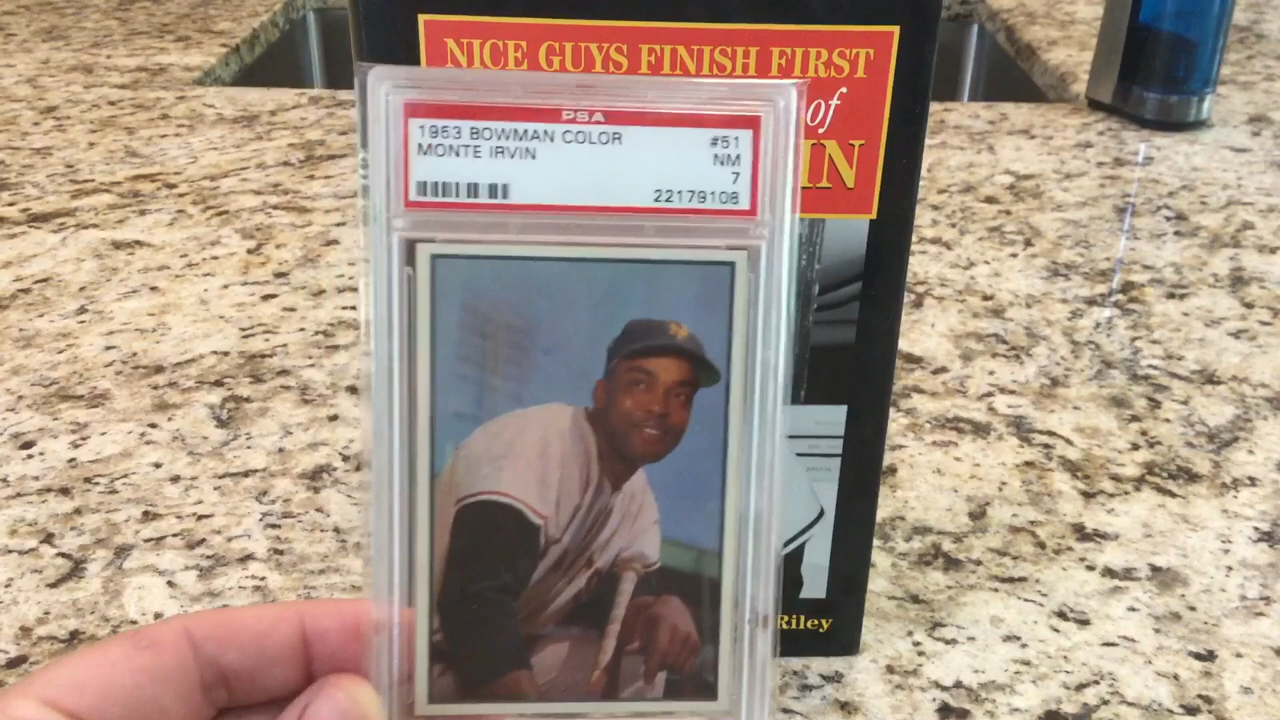 NICE GUYS FINISH FIRST
of
IN
PSA
1953 BOWMAN COLOR #51
MONTE IRVIN NM
7
22179108
Riley